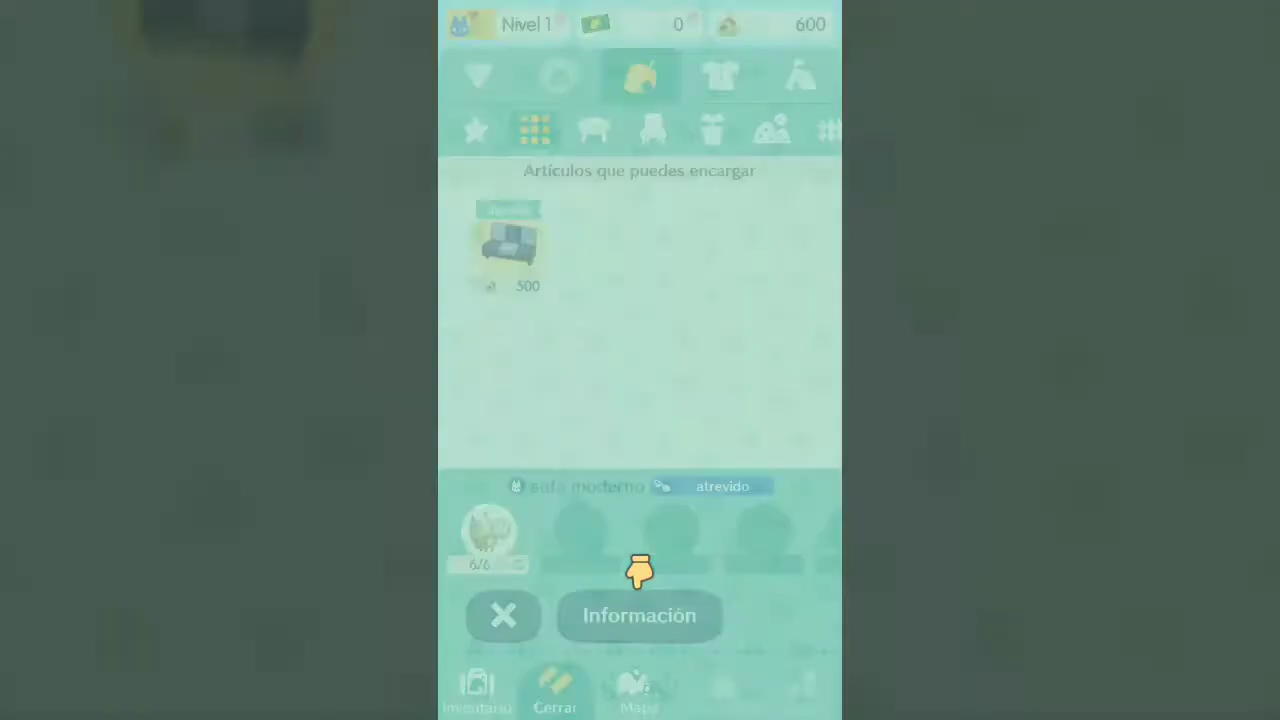 Nivel 1
0
600
Artículos que puedes encargar
500
sofá moderno
atrevido
6/6
Información
Inventario
Cerrar
Mapa